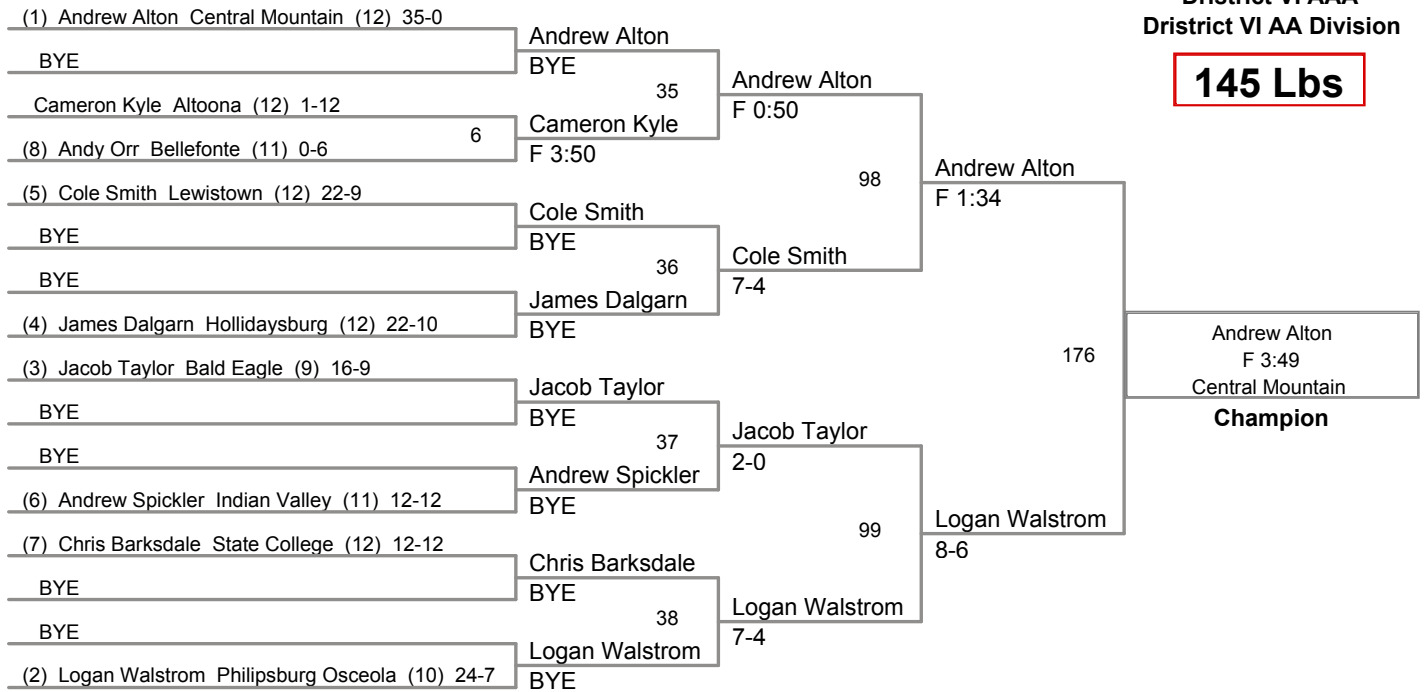 District VI AAA
Dristrict VI AA Division
145 Lbs
(1) Andrew Alton Central Mountain (12) 35-0
BYE
Cameron Kyle Altoona (12) 1-12
(8) Andy Orr Bellefonte (11) 0-6
(5) Cole Smith Lewistown (12) 22-9
BYE
BYE
(4) James Dalgarn Hollidaysburg (12) 22-10
(3) Jacob Taylor Bald Eagle (9) 16-9
BYE
BYE
(6) Andrew Spickler Indian Valley (11) 12-12
(7) Chris Barksdale State College (12) 12-12
BYE
BYE
(2) Logan Walstrom Philipsburg Osceola (10) 24-7
6
Andrew Alton
BYE
35
Cameron Kyle
F 3:50
Cole Smith
BYE
36
James Dalgarn
BYE
Jacob Taylor
BYE
37
Andrew Spickler
BYE
Chris Barksdale
BYE
38
Logan Walstrom
BYE
Andrew Alton
F 0:50
98
Cole Smith
7-4
Jacob Taylor
2-0
99
Logan Walstrom
7-4
Andrew Alton
F 1:34
176
Logan Walstrom
8-6
Andrew Alton
F 3:49
Central Mountain
Champion